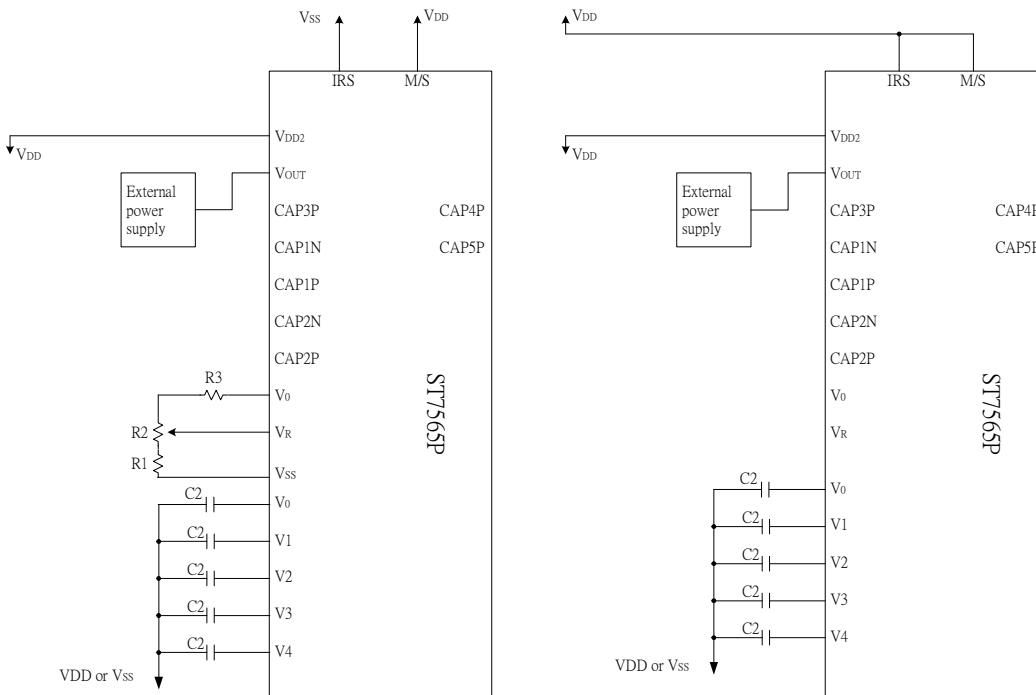 VSS
VDD
IRS M/S
VDD2
VDD
VOUT
External
power
supply
CAP3P CAP4P
CAP1N CAP5P
CAP1P
CAP2N
CAP2P
R3
V0
R2
VR
R1
VSS
C2 V0
C2 V1
C2 V2
C2 V3
C2 V4
VDD or VSS
ST7565P
VDD
IRS M/S
VDD2
VDD
VOUT
External
power
supply
CAP3P CAP4P
CAP1N CAP5P
CAP1P
CAP2N
CAP2P
V0
VR
C2 V0
C2 V1
C2 V2
C2 V3
C2 V4
VDD or VSS
ST7565P